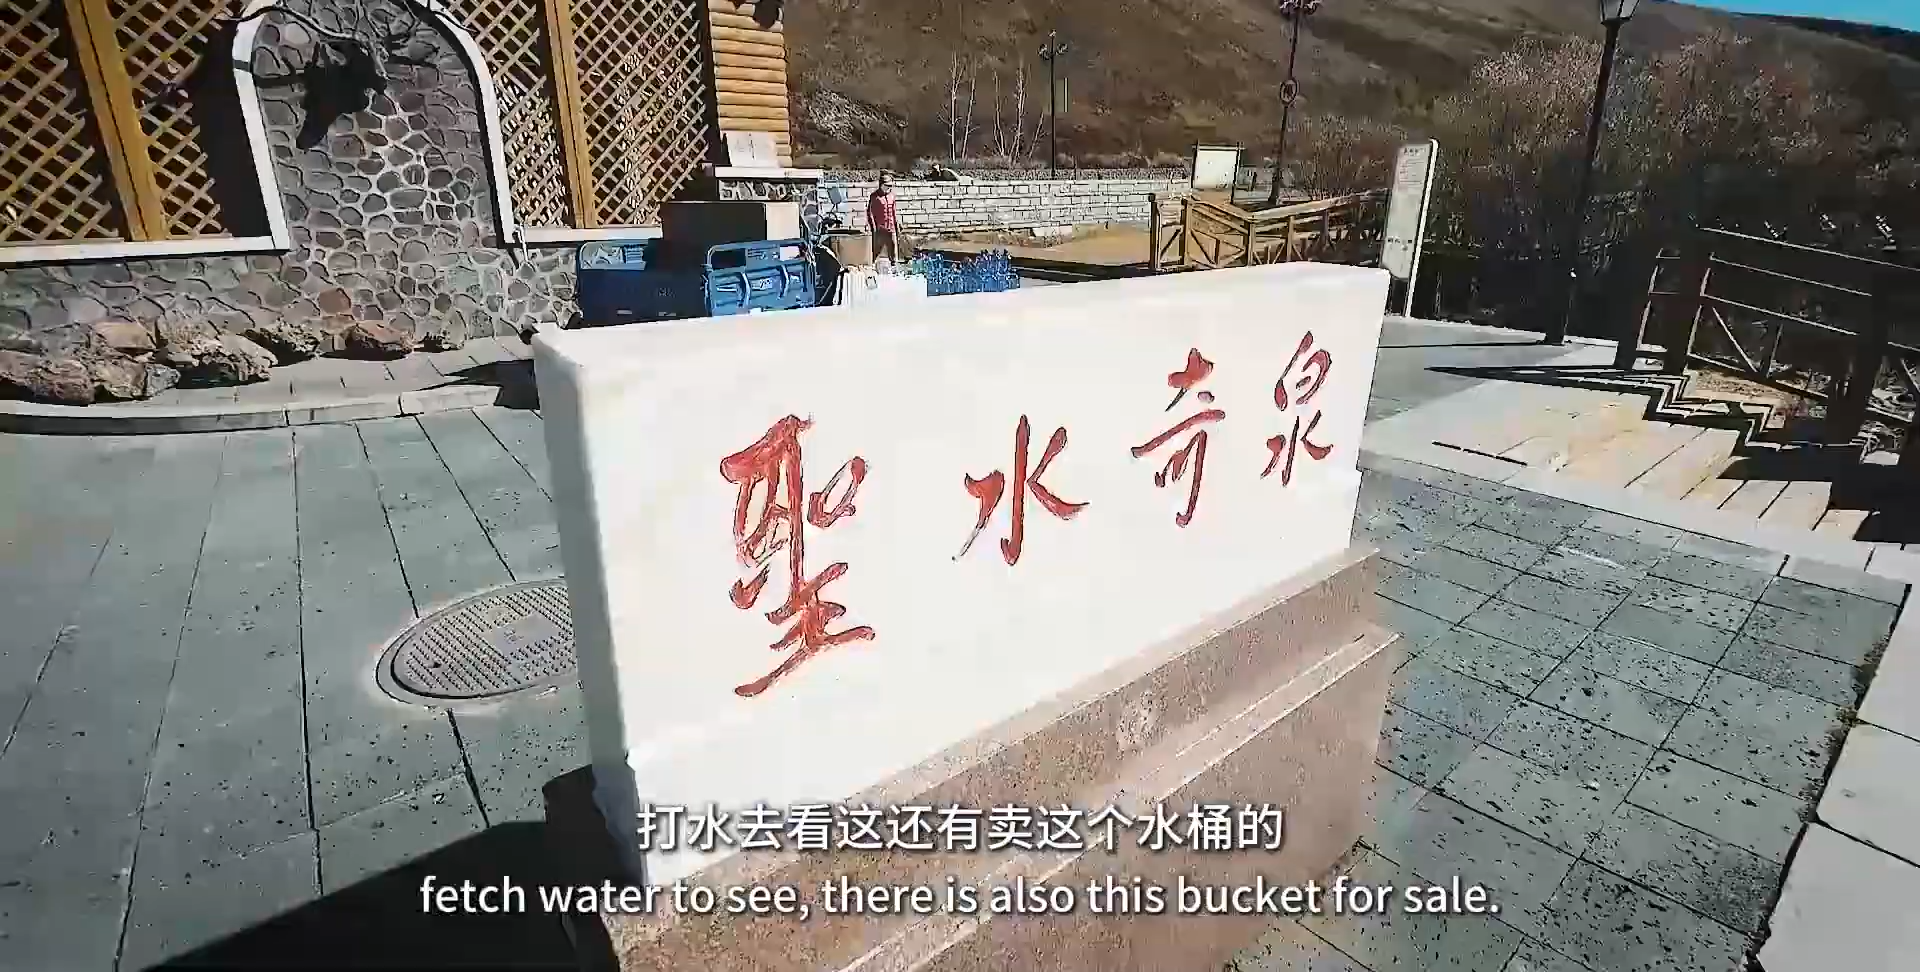 聖水奇泉
打水去看这还有卖这个水桶的
fetch water to see, there is also this bucket for sale.